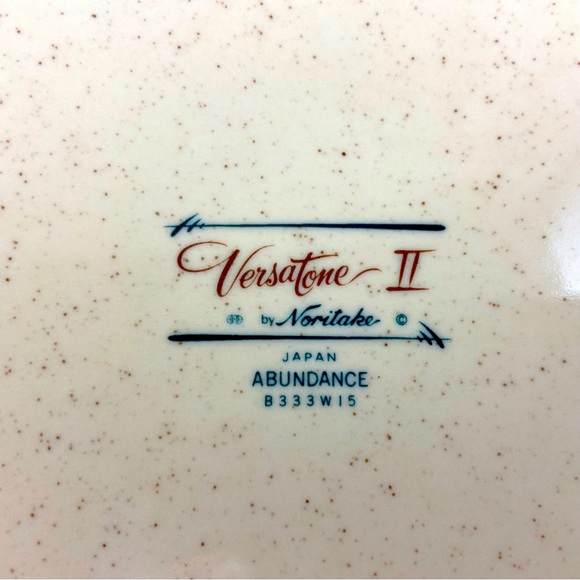 Versatone II
by Noritake ©
JAPAN
ABUNDANCE
B333W15